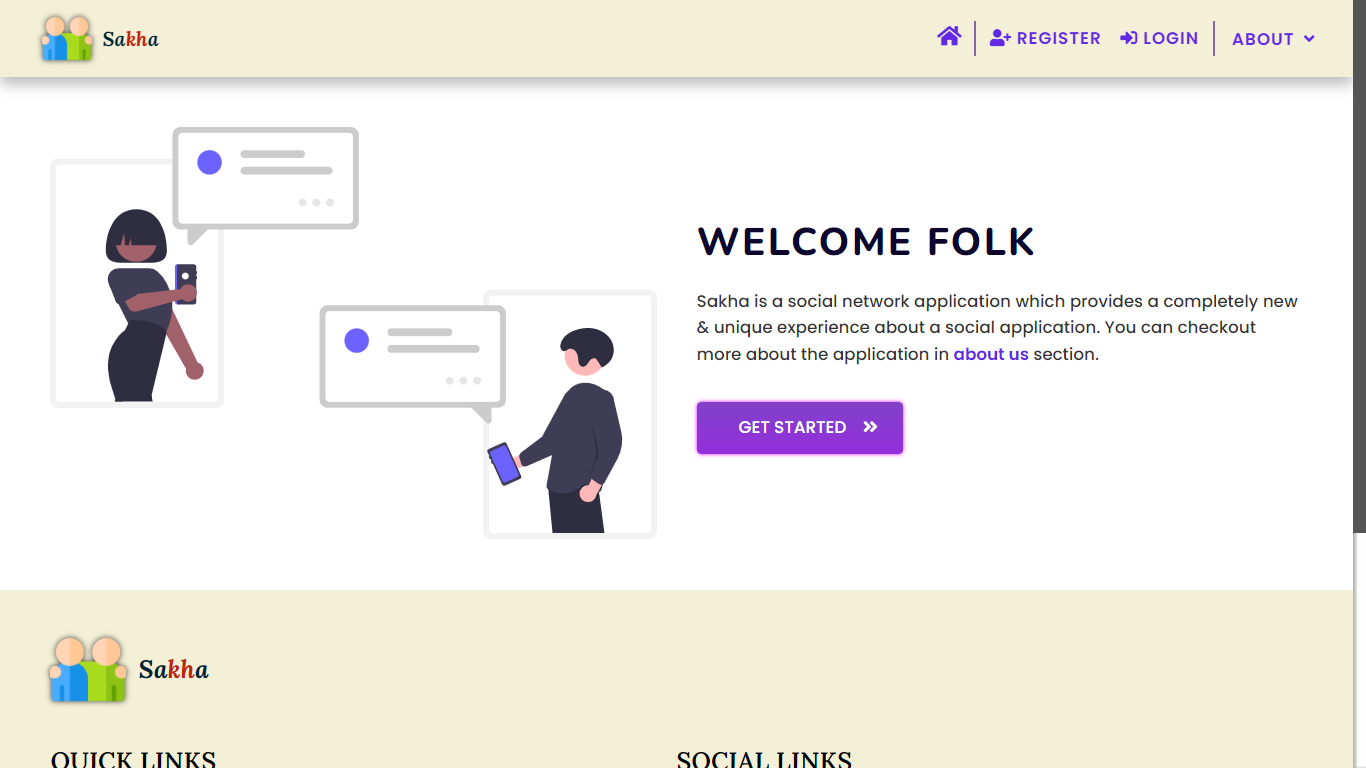 Sakha
REGISTER
LOGIN
ABOUT
WELCOME FOLK
Sakha is a social network application which provides a completely new
& unique experience about a social application. You can checkout
more about the application in about us section.
GET STARTED
Sakha
QUICK LINKS
SOCIAL LINKS